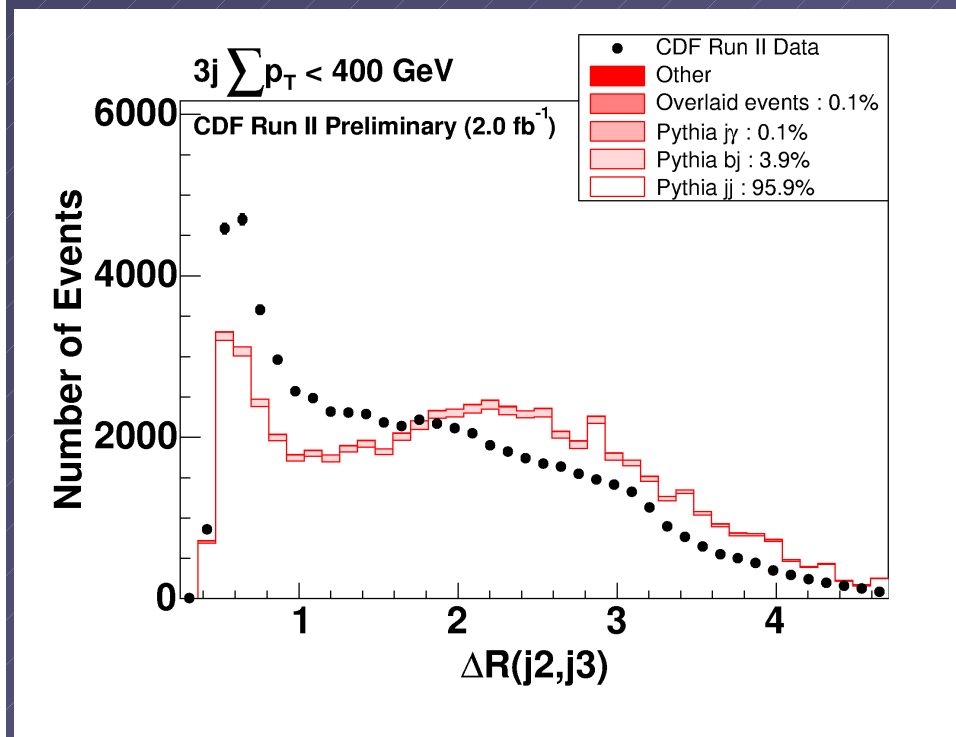 3j ∑p_T < 400 GeV
CDF Run II Preliminary (2.0 fb^-1)
CDF Run II Data
Other
Overlaid events : 0.1%
Pythia jγ : 0.1%
Pythia bj : 3.9%
Pythia jj : 95.9%
Number of Events
6000
4000
2000
0
1 2 3 4
ΔR(j2,j3)